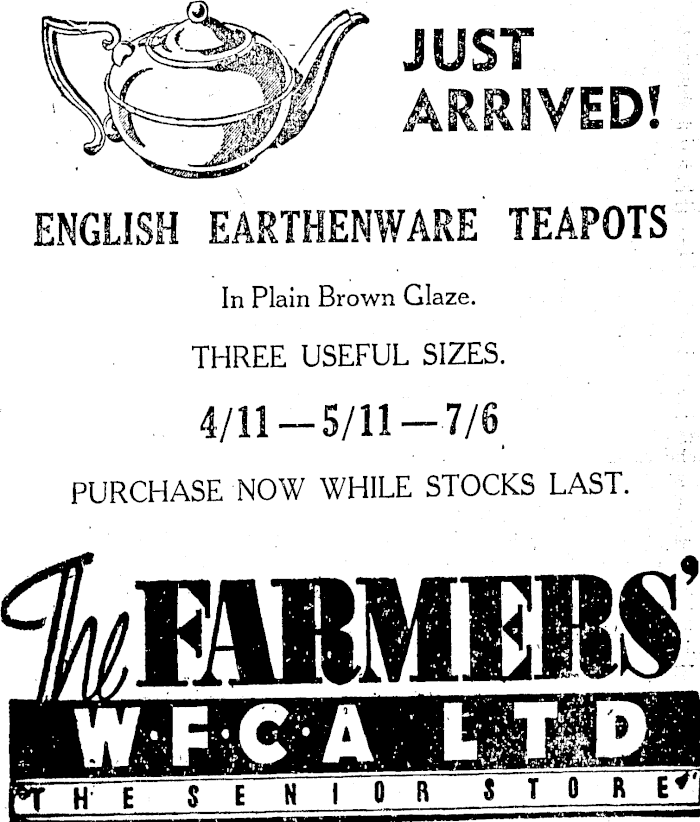 JUST
ARRIVED!
ENGLISH EARTHENWARE TEAPOTS
In Plain Brown Glaze.
THREE USEFUL SIZES.
4/11 — 5/11 — 7/6
PURCHASE NOW WHILE STOCKS LAST.
The FARMERS'
W·F·C·A LTD
"THE SENIOR STORE"